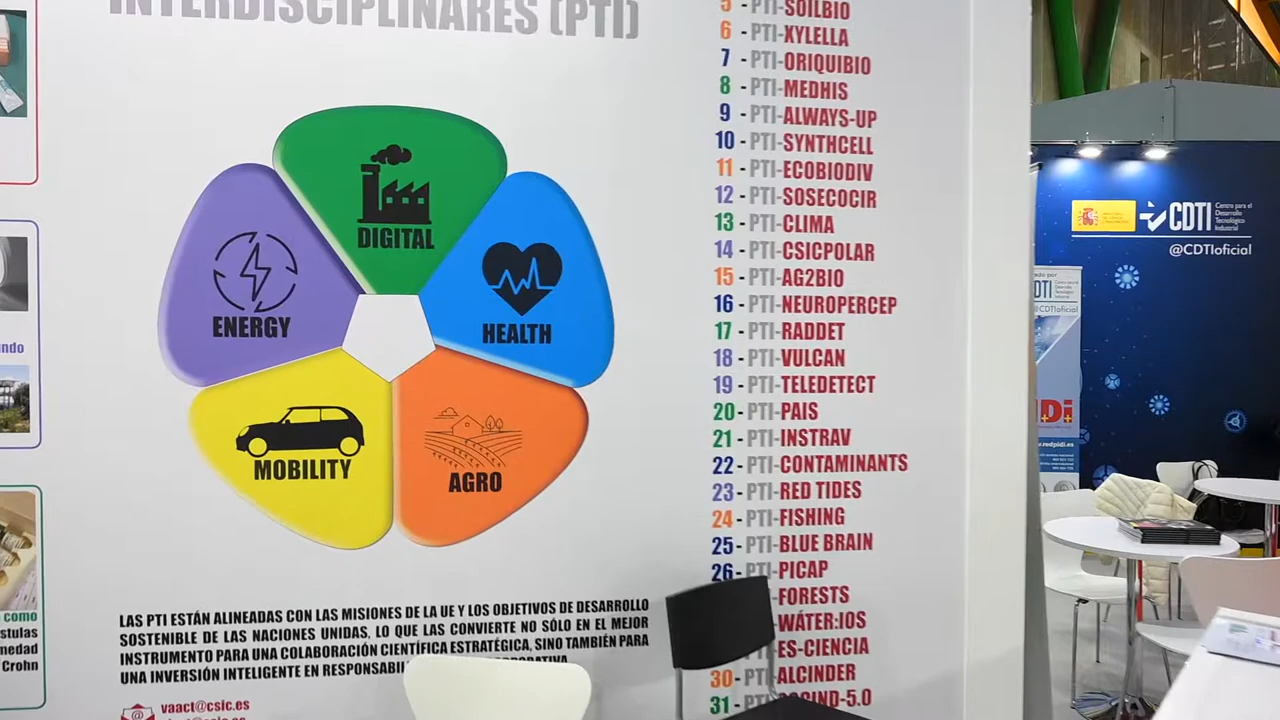 INTERDISCIPLINARES (PTI)
DIGITAL
ENERGY
HEALTH
MOBILITY
AGRO
LAS PTI ESTÁN ALINEADAS CON LAS MISIONES DE LA UE Y LOS OBJETIVOS DE DESARROLLO
SOSTENIBLE DE LAS NACIONES UNIDAS, LO QUE LAS CONVIERTE NO SÓLO EN EL MEJOR
INSTRUMENTO PARA UNA COLABORACIÓN CIENTÍFICA ESTRATÉGICA, SINO TAMBIÉN PARA
UNA INVERSIÓN INTELIGENTE EN
vaact@csic.es
5 -PTI-SOILBIO
6 -PTI-XYLELLA
7 -PTI-ORIQUIBIO
8 -PTI-MEDHIS
9 -PTI-ALWAYS-UP
10 -PTI-SYNTHCELL
11 -PTI-ECOBIODIV
12 -PTI-SOSECOCIR
13 -PTI-CLIMA
14 -PTI-CSICPOLAR
15 -PTI-AG2BIO
16 -PTI-NEUROPERCEP
17 -PTI-RADDET
18 -PTI-VULCAN
19 -PTI-TELEDETECT
20 -PTI-PAIS
21 -PTI-INSTRAV
22 -PTI-CONTAMINANTS
23 -PTI-RED TIDES
24 -PTI-FISHING
25 -PTI-BLUE BRAIN
26 -PTI-PICAP
FORESTS
WÁTER:IOS
ES-CIENCIA
30 -PTI-ALCINDER
31 -PTI-
como
Crohn
CDTI
Centro para el
Desarrollo
Tecnológico
Industrial
@CDTIoficial
www.redpidi.es